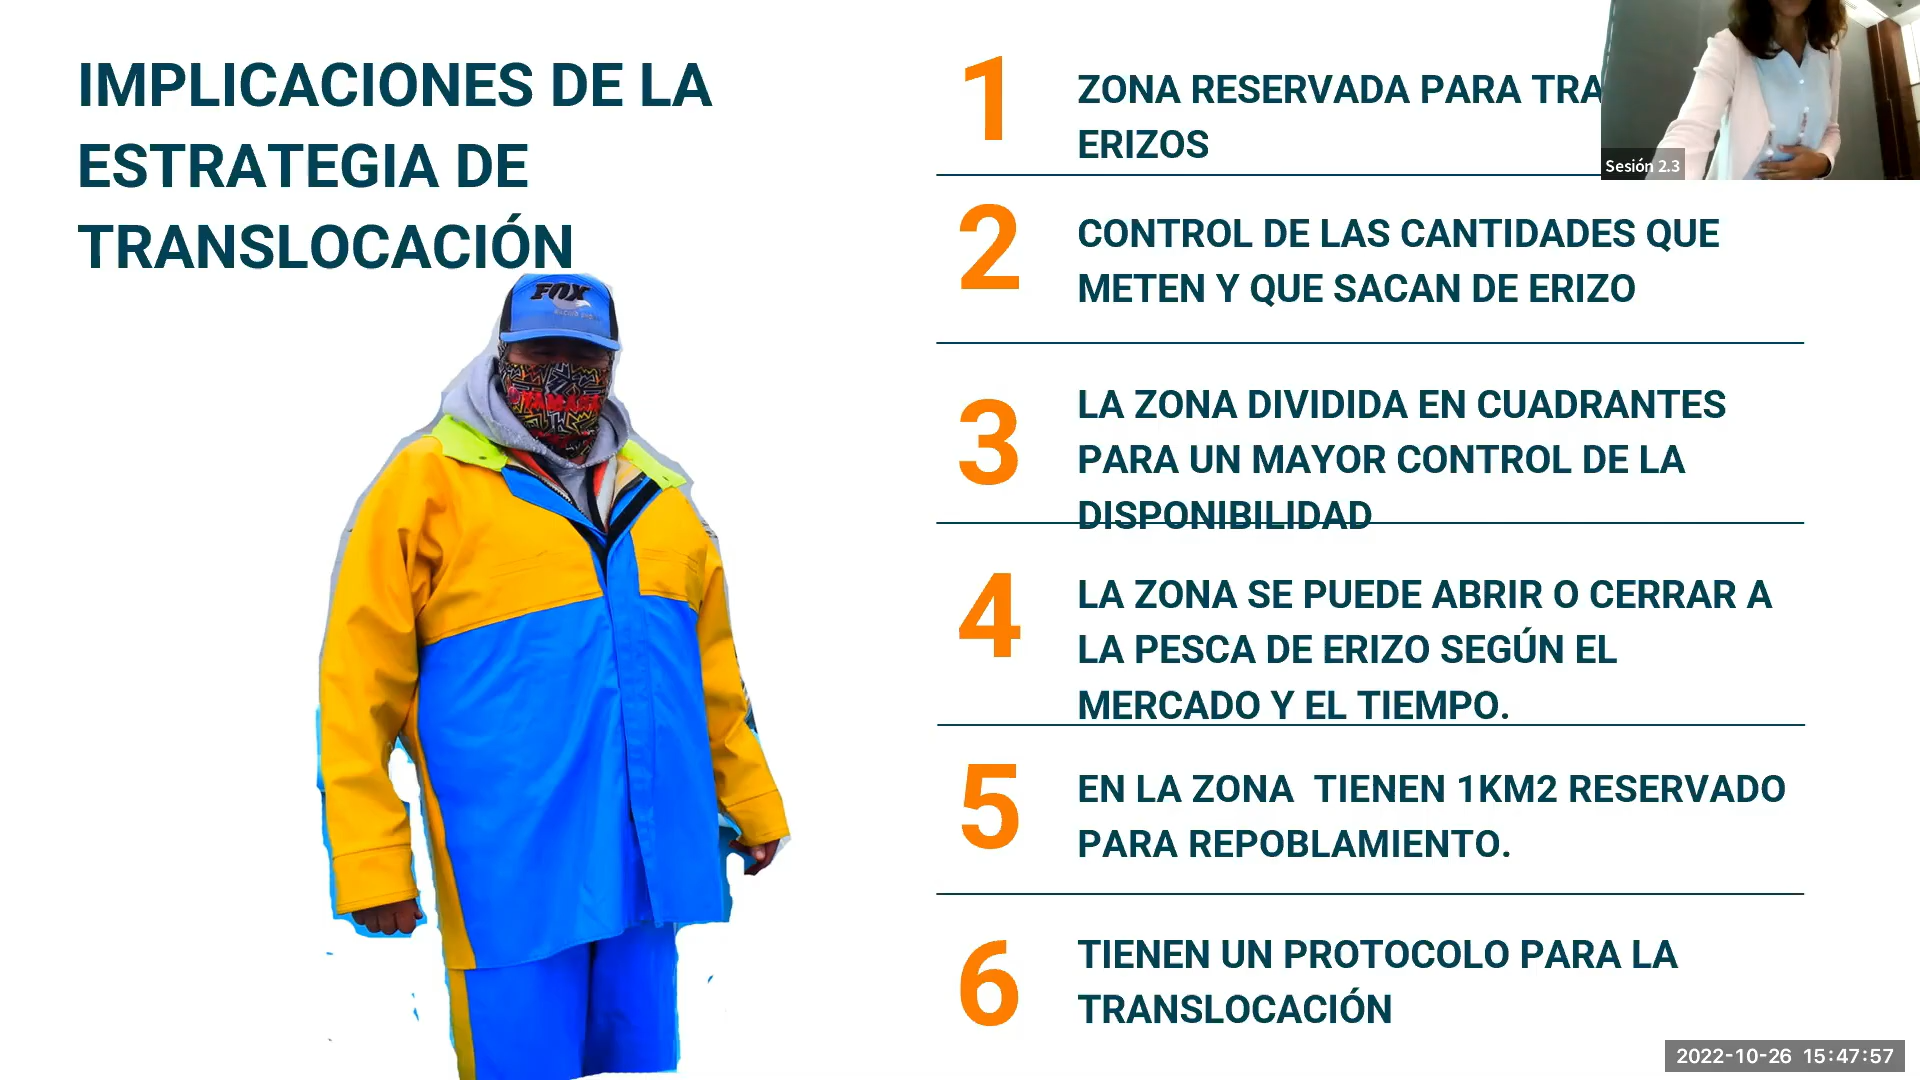 IMPLICACIONES DE LA
ESTRATEGIA DE
TRANSLOCACIÓN
FOX
1
ZONA RESERVADA PARA
ERIZOS
Sesión 2.3
2
CONTROL DE LAS CANTIDADES QUE
METEN Y QUE SACAN DE ERIZO
3
LA ZONA DIVIDIDA EN CUADRANTES
PARA UN MAYOR CONTROL DE LA
DISPONIBILIDAD
4
LA ZONA SE PUEDE ABRIR O CERRAR A
LA PESCA DE ERIZO SEGÚN EL
MERCADO Y EL TIEMPO.
5
EN LA ZONA TIENEN 1KM2 RESERVADO
PARA REPOBLAMIENTO.
6
TIENEN UN PROTOCOLO PARA LA
TRANSLOCACIÓN
2022-10-26 15:47:57